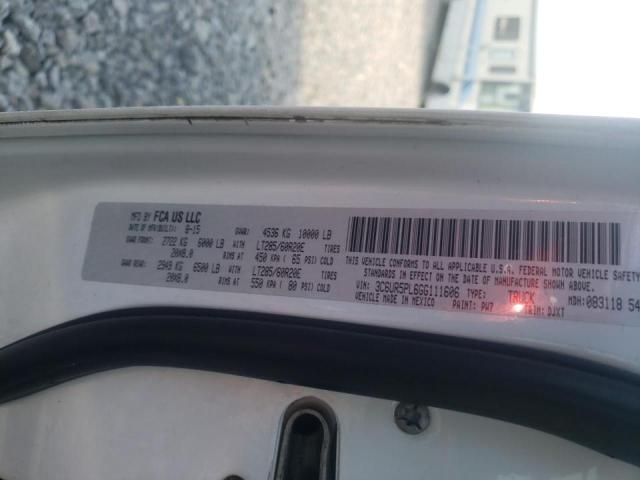 MFD BY FCA US LLC
DATE OF MFR(BUILT): 8-15 GVWR: 4536 KG 10000 LB
GAWR FRONT: 2722 KG 6000 LB WITH LT285/60R20E TIRES
20X8.0 RIMS AT 450 KPA ( 65 PSI) COLD
GAWR REAR: 2949 KG 6500 LB WITH LT285/60R20E TIRES
20X8.0 RIMS AT 550 KPA ( 80 PSI) COLD
THIS VEHICLE CONFORMS TO ALL APPLICABLE U.S.A. FEDERAL MOTOR VEHICLE SAFETY
STANDARDS IN EFFECT ON THE DATE OF MANUFACTURE SHOWN ABOVE.
VIN: 3C6UR5PL6GG111606 TYPE: TRUCK MDH: 083118 54
VEHICLE MADE IN MEXICO PAINT: PW7 TRIM: DJXT